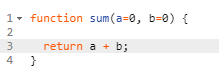 1 function sum(a=0, b=0) {
2
3 return a + b;
4 }